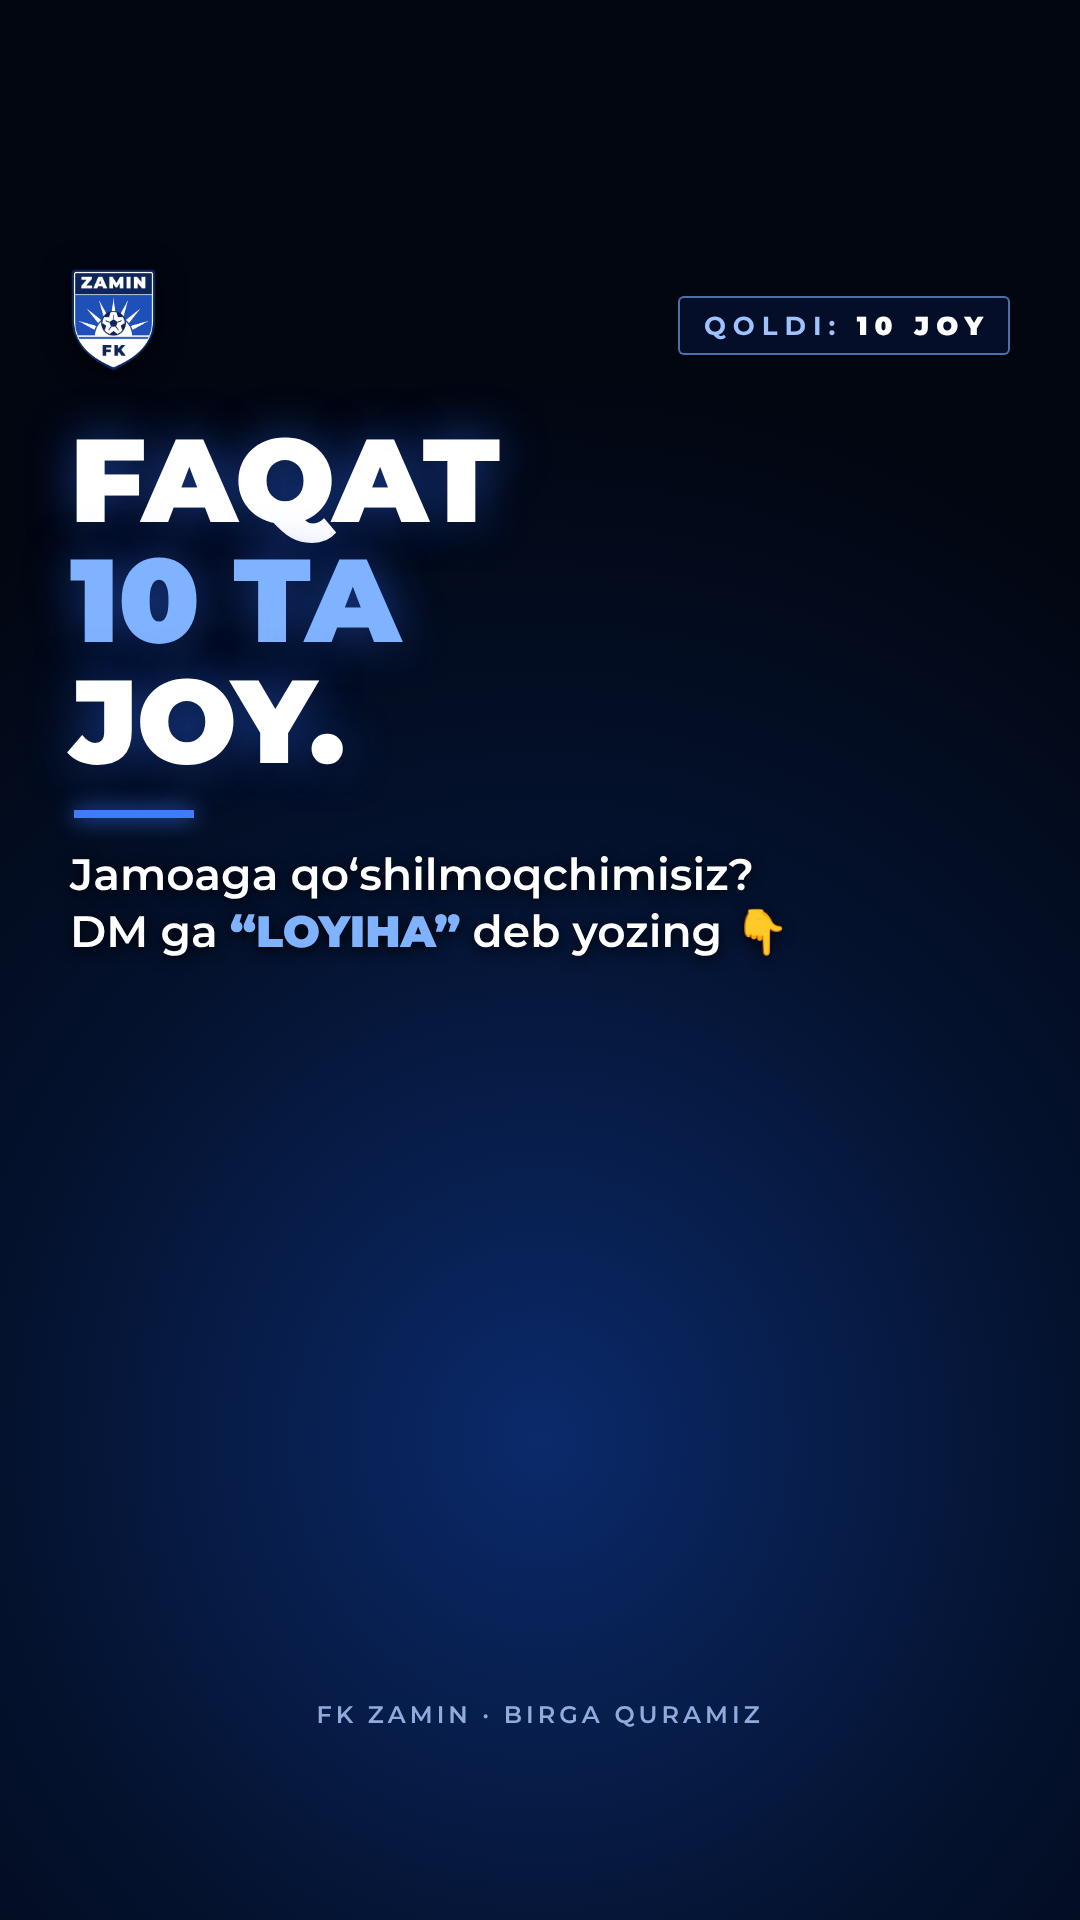 ZAMIN
FK
QOLDI: 10 JOY
FAQAT
10 TA
JOY.
Jamoaga qo‘shilmoqchimisiz?
DM ga “LOYIHA” deb yozing 👇
FK ZAMIN · BIRGA QURAMIZ